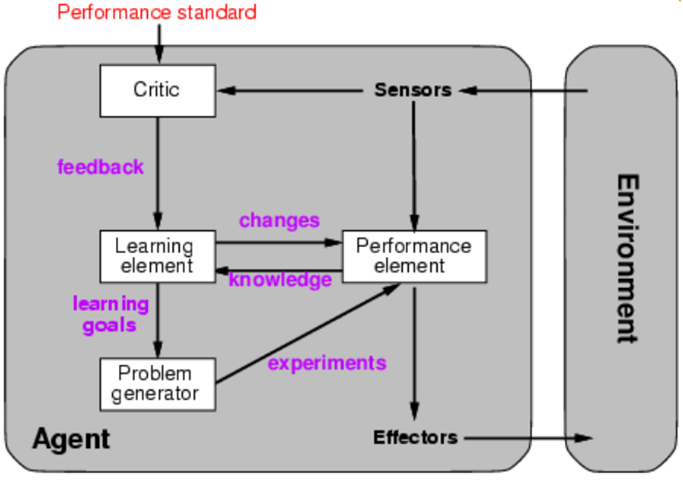 Performance standard
Critic
Sensors
feedback
changes
Learning
element
Performance
element
knowledge
learning
goals
experiments
Problem
generator
Agent
Effectors
Environment